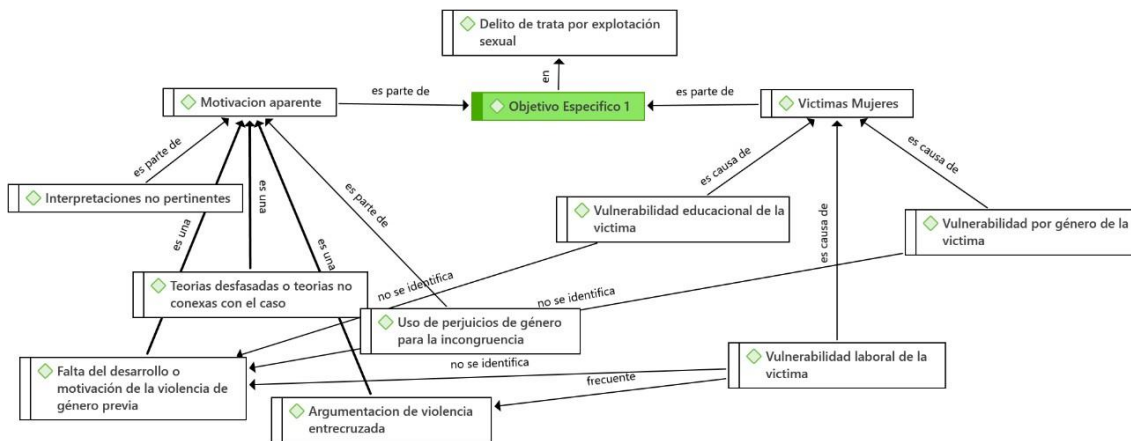 Delito de trata por explotación
sexual
en
Motivacion aparente
es parte de
Objetivo Especifico 1
es parte de
Victimas Mujeres
es parte de
Interpretaciones no pertinentes
es una
es una
es una
es parte de
es causa de
es causa de
es causa de
Vulnerabilidad educacional de la
victima
Vulnerabilidad por género de la
victima
Teorias desfasadas o teorias no
conexas con el caso
no se identifica
no se identifica
Uso de perjuicios de género
para la incongruencia
Falta del desarrollo o
motivación de la violencia de
género previa
no se identifica
Vulnerabilidad laboral de la
victima
frecuente
Argumentacion de violencia
entrecruzada